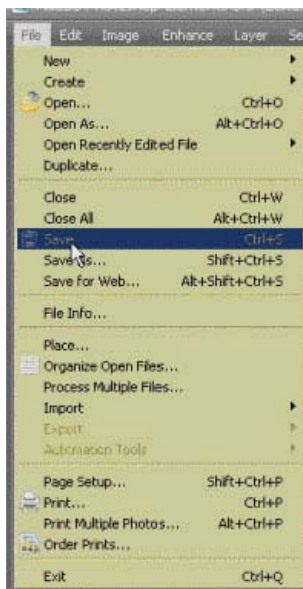 File Edit Image Enhance Layer Se
New
Create
Open... Ctrl+O
Open As... Alt+Ctrl+O
Open Recently Edited File
Duplicate...
Close Ctrl+W
Close All Alt+Ctrl+W
Save Ctrl+S
Save As... Shift+Ctrl+S
Save for Web... Alt+Shift+Ctrl+S
File Info...
Place...
Organize Open Files...
Process Multiple Files...
Import
Export
Automation Tools
Page Setup... Shift+Ctrl+P
Print... Ctrl+P
Print Multiple Photos... Alt+Ctrl+P
Order Prints...
Exit Ctrl+Q